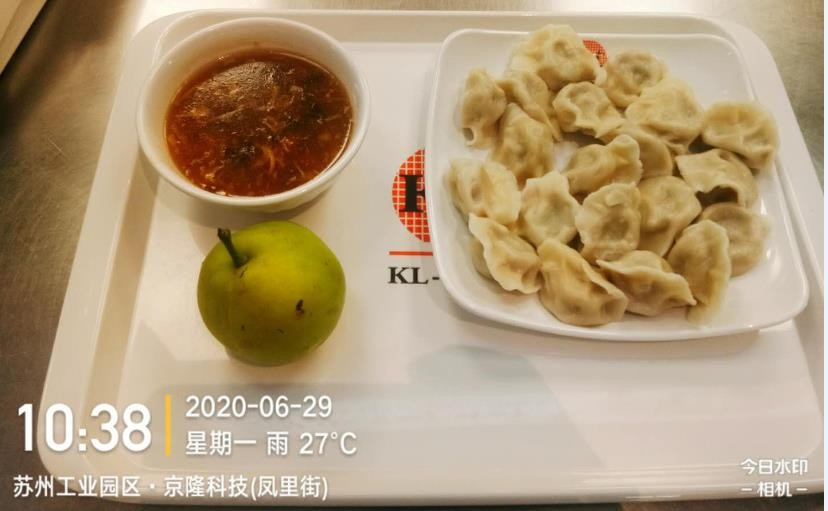 KL-
10:38
2020-06-29
星期一 雨 27°C
苏州工业园区·京隆科技(凤里街)
今日水印
-相机-